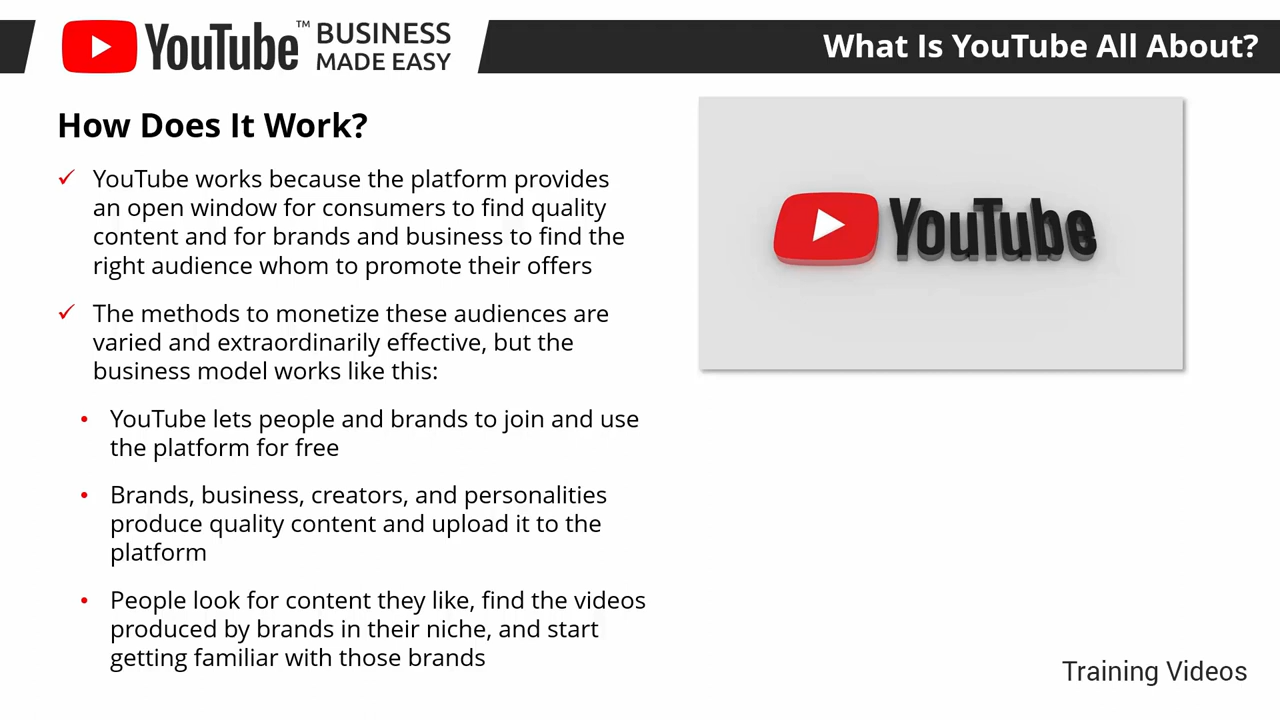 YouTube™ BUSINESS
MADE EASY
What Is YouTube All About?
How Does It Work?
YouTube works because the platform provides
an open window for consumers to find quality
content and for brands and business to find the
right audience whom to promote their offers
The methods to monetize these audiences are
varied and extraordinarily effective, but the
business model works like this:
YouTube lets people and brands to join and use
the platform for free
Brands, business, creators, and personalities
produce quality content and upload it to the
platform
People look for content they like, find the videos
produced by brands in their niche, and start
getting familiar with those brands
YouTube
Training Videos